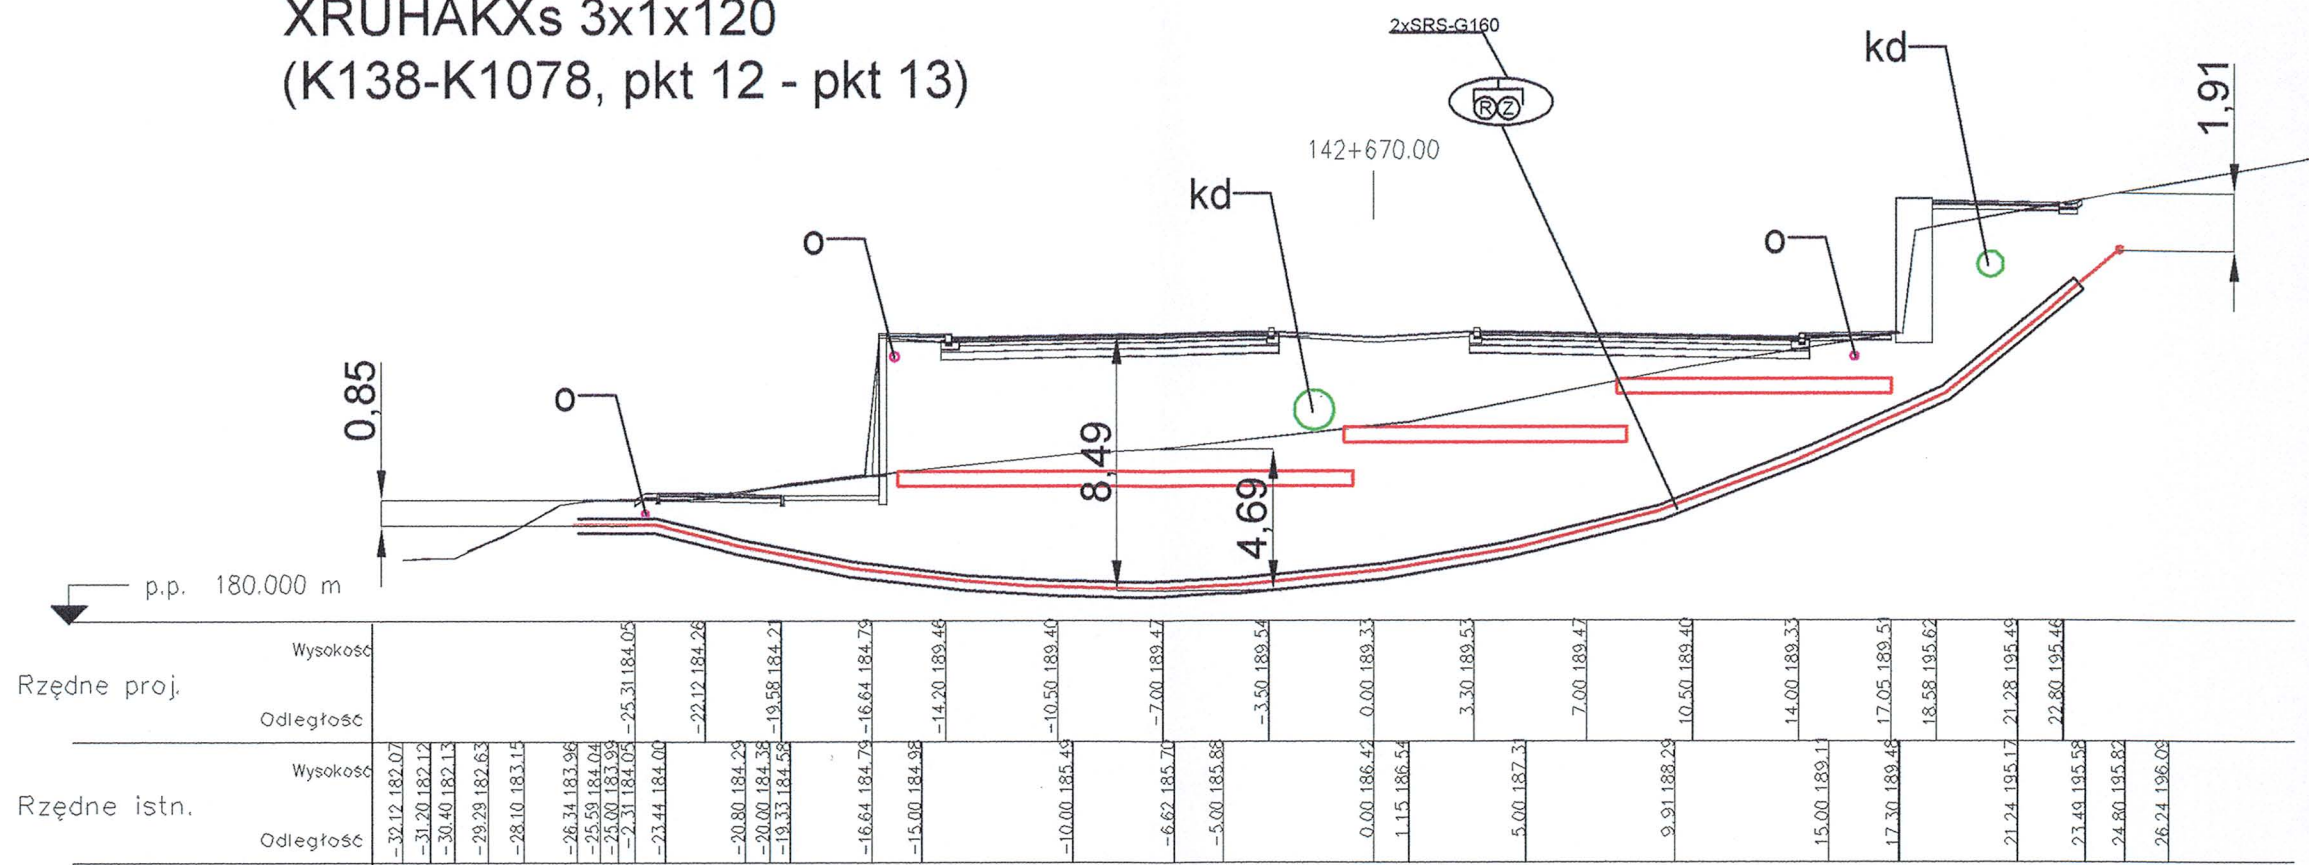 XRUHAKXs 3x1x120
(K138-K1078, pkt 12 - pkt 13)
2xSRS-G160
R Z
kd
1,91
142+670.00
kd
o
o
0,85
o
8,49
4,69
p.p. 180.000 m
Rzędne proj.
Wysokość
184.05 184.26 184.21 184.79 189.46 189.40 189.47 189.54 189.33 189.53 189.47 189.40 189.33 189.51 195.62 195.49 195.46
Odległość
-25.31 -22.12 -19.58 -16.64 -14.20 -10.50 -7.00 -3.50 0.00 3.30 7.00 10.50 14.00 17.05 18.58 21.28 22.80
Rzędne istn.
Wysokość
182.07 182.12 182.13 182.63 183.15 183.96 184.04 183.99 184.05 184.00 184.29 184.36 184.58 184.79 184.98 185.49 185.70 185.88 186.42 186.54 187.31 188.29 189.11 189.48 195.17 195.58 195.82 196.09
Odległość
-32.12 -31.20 -30.40 -29.29 -28.10 -26.34 -25.59 -25.00 -2.31 -23.44 -20.80 -20.00 -19.33 -16.64 -15.00 -10.00 -6.62 -5.00 0.00 1.15 5.00 9.91 15.00 17.30 21.24 23.49 24.80 26.24